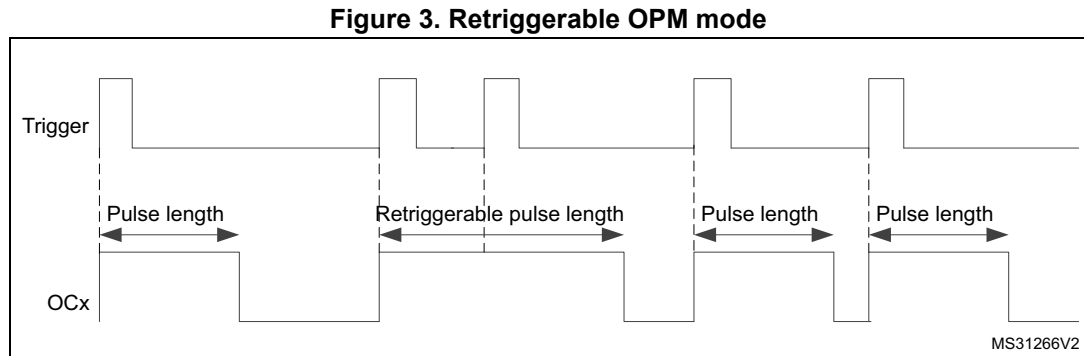 Figure 3. Retriggerable OPM mode
Trigger
Pulse length
Retriggerable pulse length
Pulse length
Pulse length
OCx
MS31266V2